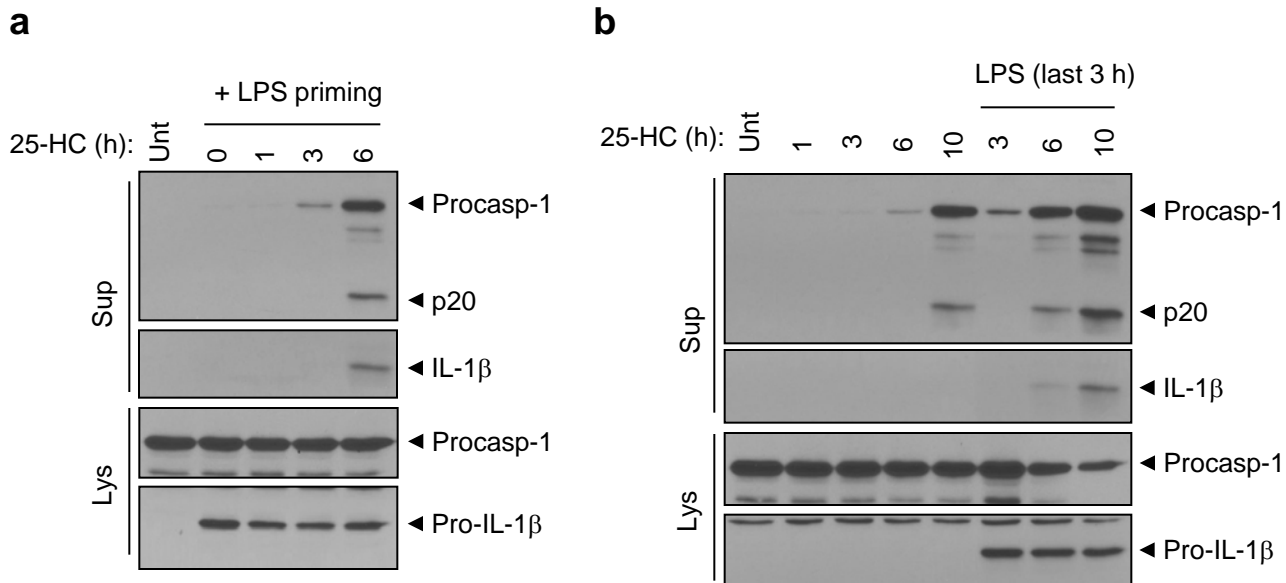 a
+ LPS priming
25-HC (h): Unt 0 1 3 6
Sup
Procasp-1
p20
IL-1β
Lys
Procasp-1
Pro-IL-1β
b
LPS (last 3 h)
25-HC (h): Unt 1 3 6 10 3 6 10
Sup
Procasp-1
p20
IL-1β
Lys
Procasp-1
Pro-IL-1β